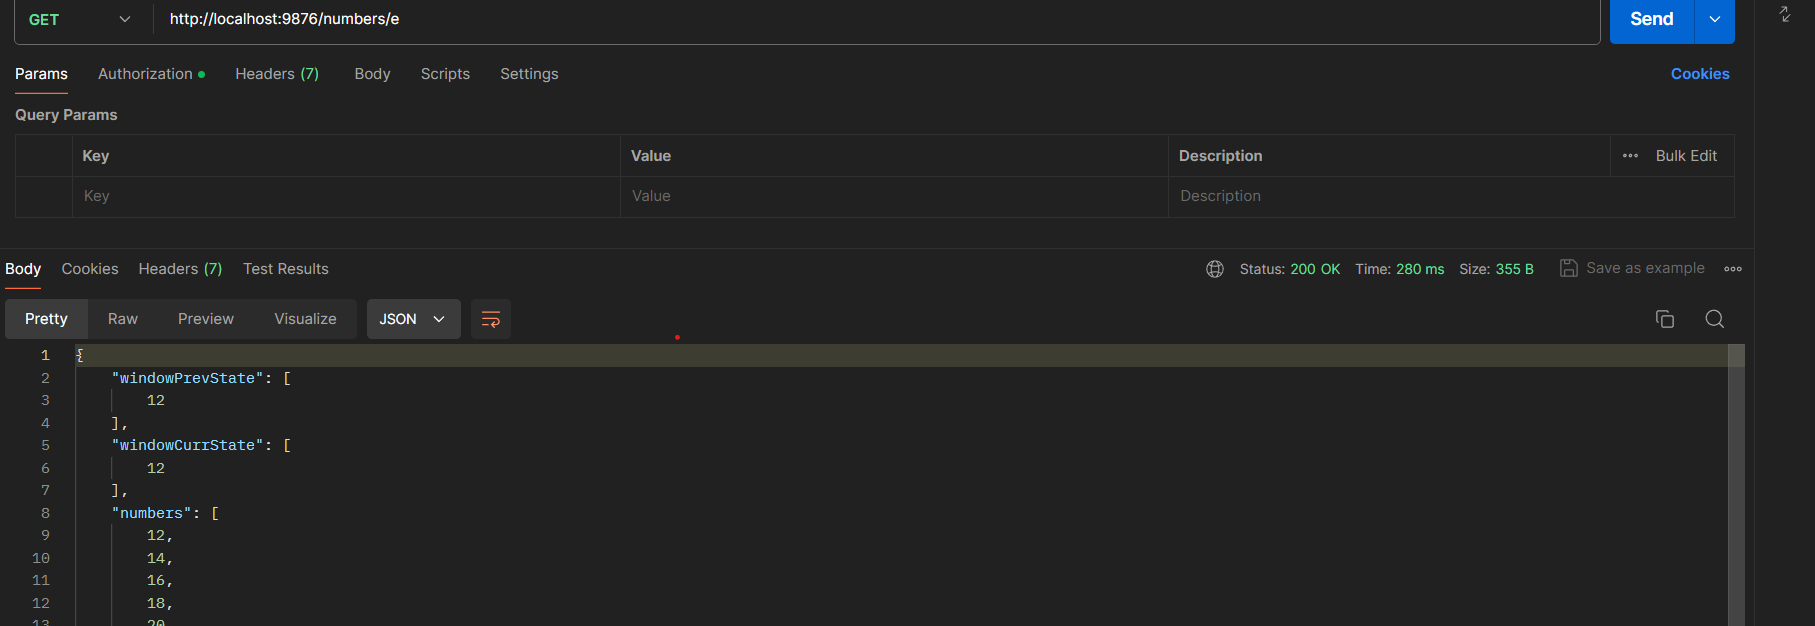 GET http://localhost:9876/numbers/e Send
Params Authorization Headers (7) Body Scripts Settings Cookies
Query Params
Key Value Description ••• Bulk Edit
Key Value Description
Body Cookies Headers (7) Test Results Status: 200 OK Time: 280 ms Size: 355 B Save as example
Pretty Raw Preview Visualize JSON
1 {
2 "windowPrevState": [
3 12
4 ],
5 "windowCurrState": [
6 12
7 ],
8 "numbers": [
9 12,
10 14,
11 16,
12 18,
13 20